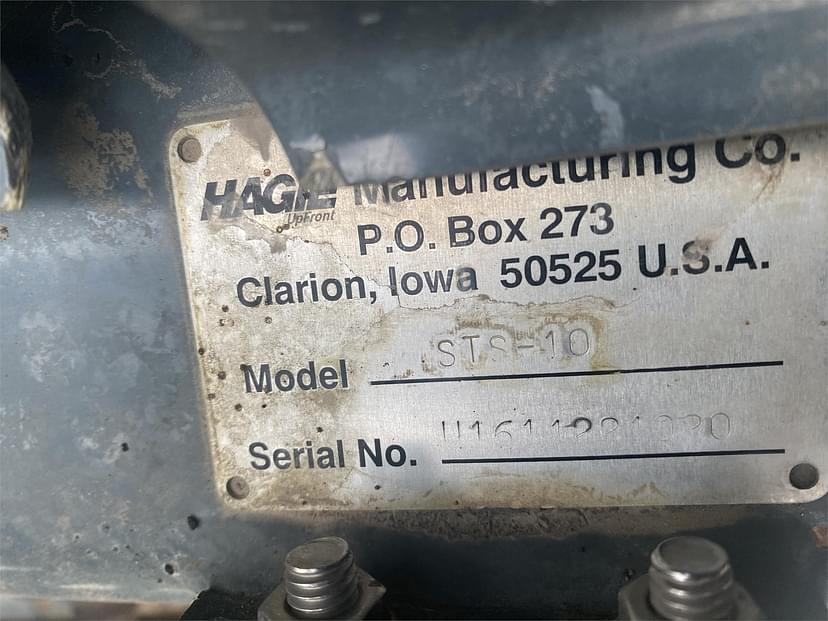 HAGIE Manufacturing Co.
UpFront
P.O. Box 273
Clarion, Iowa 50525 U.S.A.
Model STS-10
Serial No.